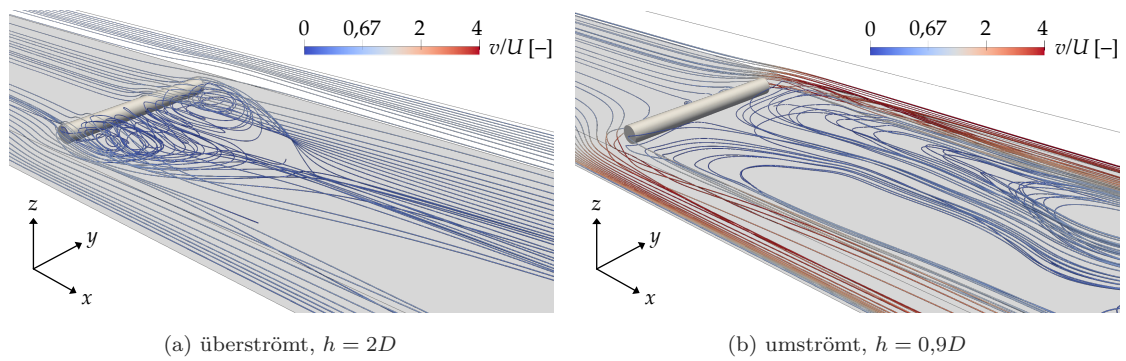 0 0,67 2 4 v/U [–]
z
y
x
(a) überströmt, h = 2D
0 0,67 2 4 v/U [–]
z
y
x
(b) umströmt, h = 0,9D